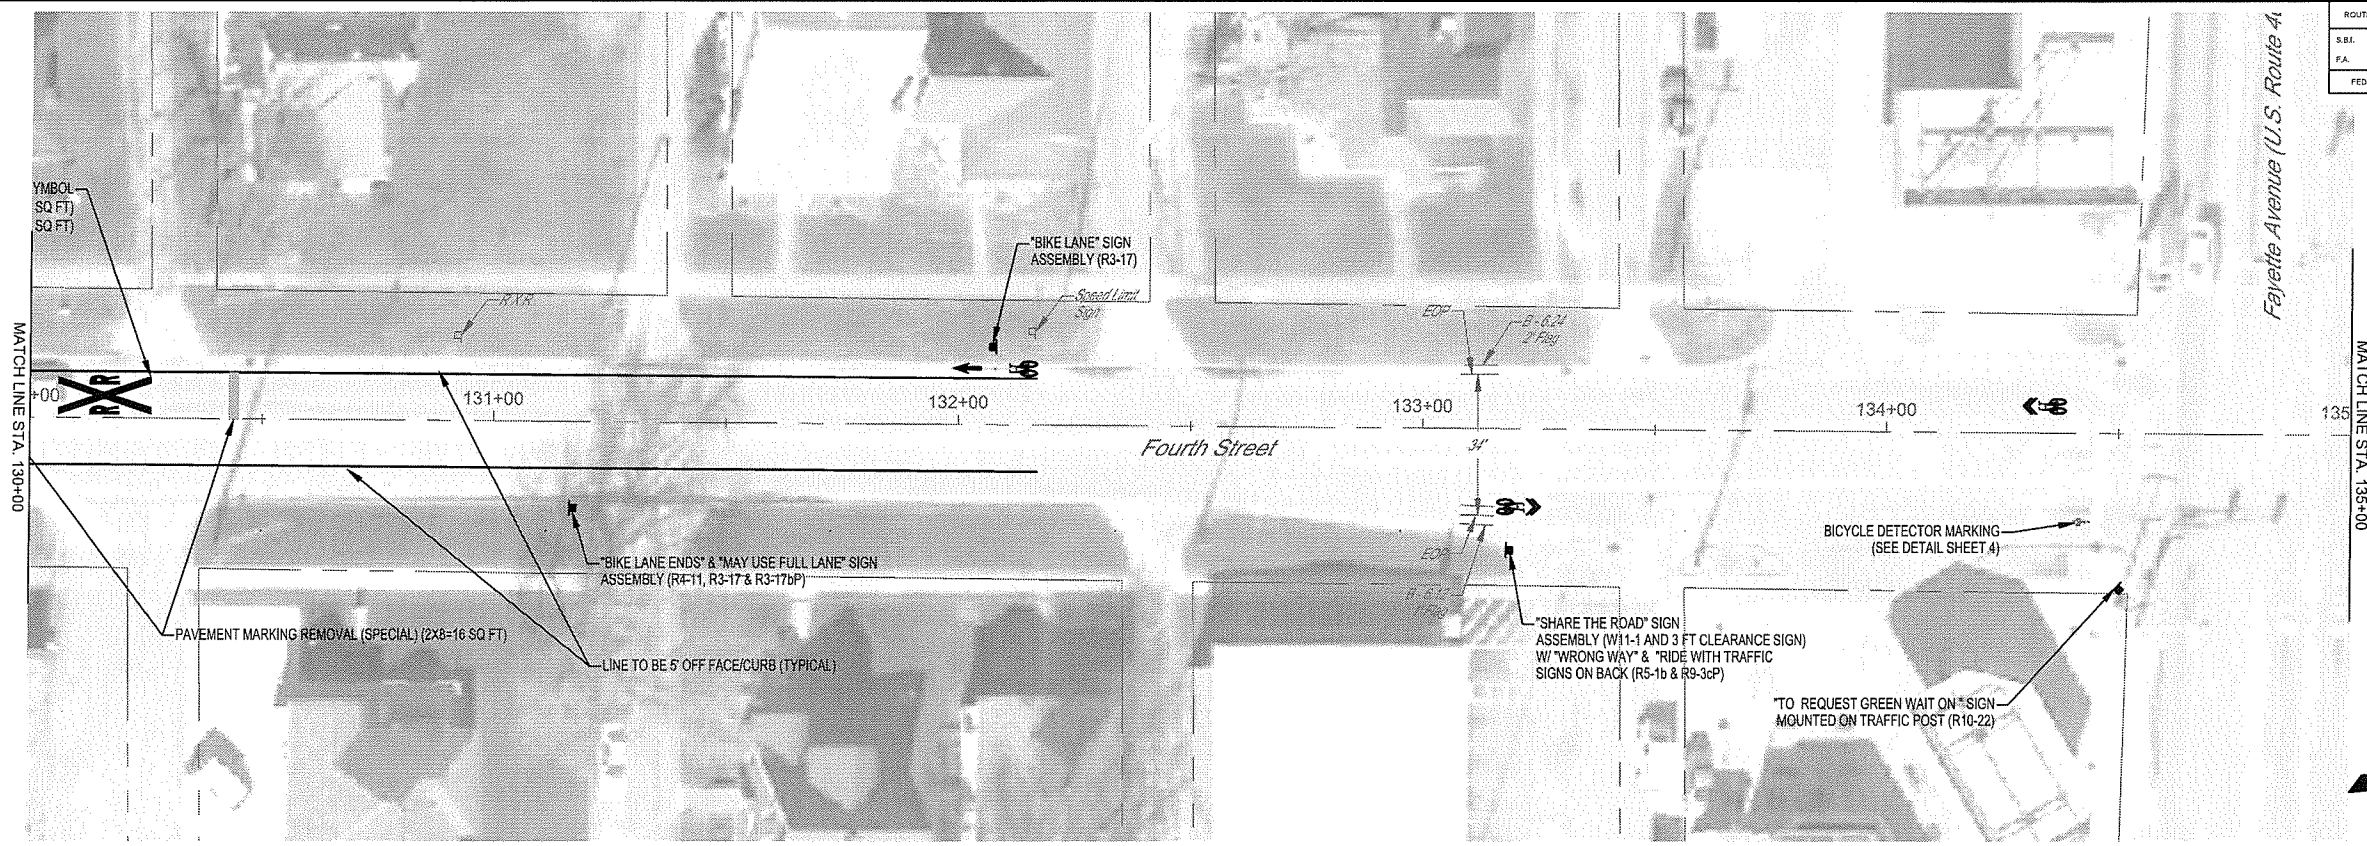 ROUT
S.B.I.
F.A.
FED
Fayette Avenue (U.S. Route 4
YMBOL
SQ FT)
SQ FT)
"BIKE LANE" SIGN
ASSEMBLY (R3-17)
R X R
Speed Limit
Sign
EOP
B - 6.24
2' Flag
MATCH LINE STA. 130+00
R
R
+00
131+00
132+00
133+00
134+00
135
MATCH LINE STA. 135+00
Fourth Street
34'
"BIKE LANE ENDS" & "MAY USE FULL LANE" SIGN
ASSEMBLY (R4-11, R3-17 & R3-17bP)
EOP
Flag
BICYCLE DETECTOR MARKING
(SEE DETAIL SHEET 4)
PAVEMENT MARKING REMOVAL (SPECIAL) (2X8=16 SQ FT)
LINE TO BE 5' OFF FACE/CURB (TYPICAL)
"SHARE THE ROAD" SIGN
ASSEMBLY (W11-1 AND 3 FT CLEARANCE SIGN)
W/ "WRONG WAY" & "RIDE WITH TRAFFIC
SIGNS ON BACK (R5-1b & R9-3cP)
"TO REQUEST GREEN WAIT ON " SIGN
MOUNTED ON TRAFFIC POST (R10-22)